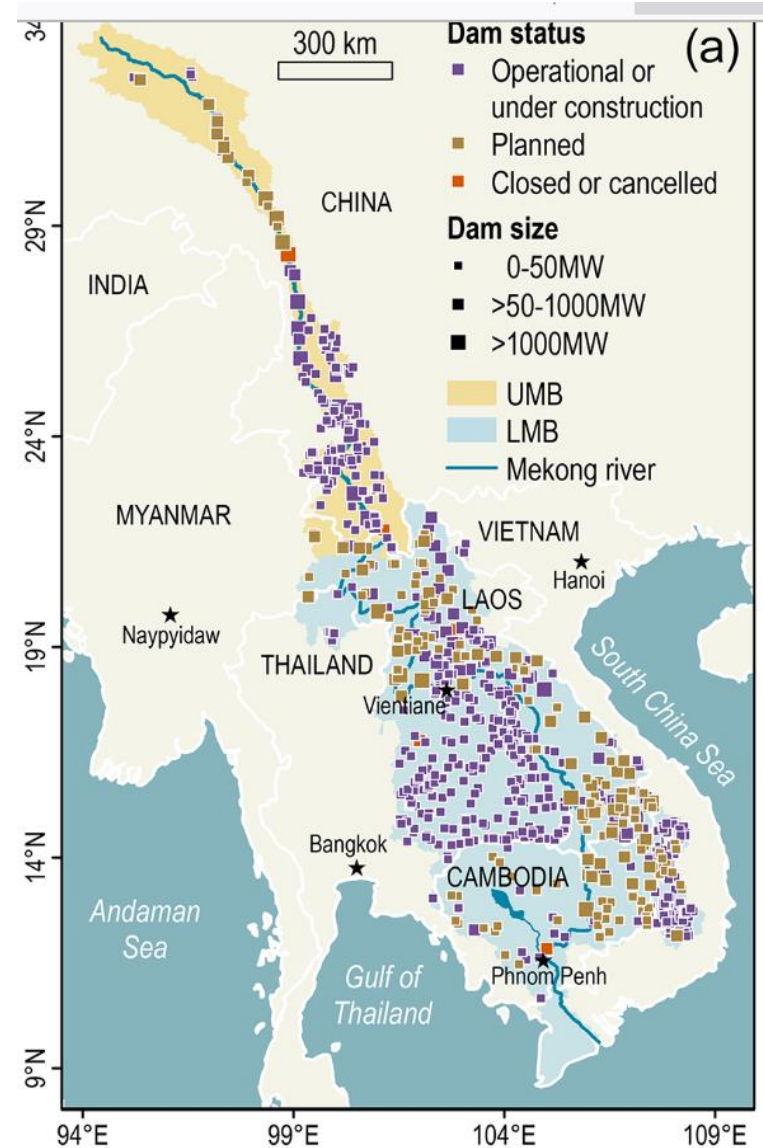 300 km
(a)
Dam status
Operational or
under construction
Planned
Closed or cancelled
Dam size
0-50MW
>50-1000MW
>1000MW
UMB
LMB
Mekong river
CHINA
INDIA
MYANMAR
VIETNAM
Hanoi
LAOS
Naypyidaw
THAILAND
Vientiane
South China Sea
Bangkok
CAMBODIA
Andaman
Sea
Gulf of
Thailand
Phnom Penh
29°N
24°N
19°N
14°N
9°N
94°E
99°E
104°E
109°E